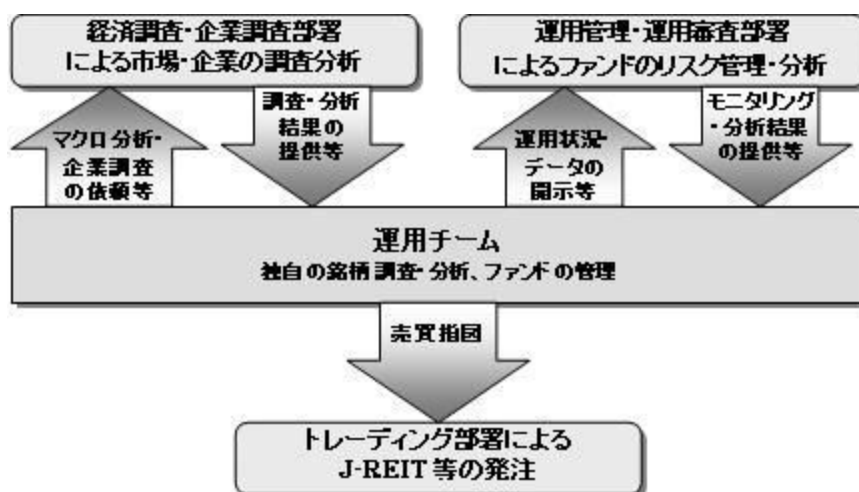 経済調査・企業調査部署
による市場・企業の調査分析
運用管理・運用審査部署
によるファンドのリスク管理・分析
マクロ分析・
企業調査
の依頼等
調査・分析
結果の
提供等
運用状況・
データの
開示等
モニタリング
・分析結果
の提供等
運用チーム
独自の銘柄調査・分析、ファンドの管理
売買指図
トレーディング部署による
J-REIT等の発注